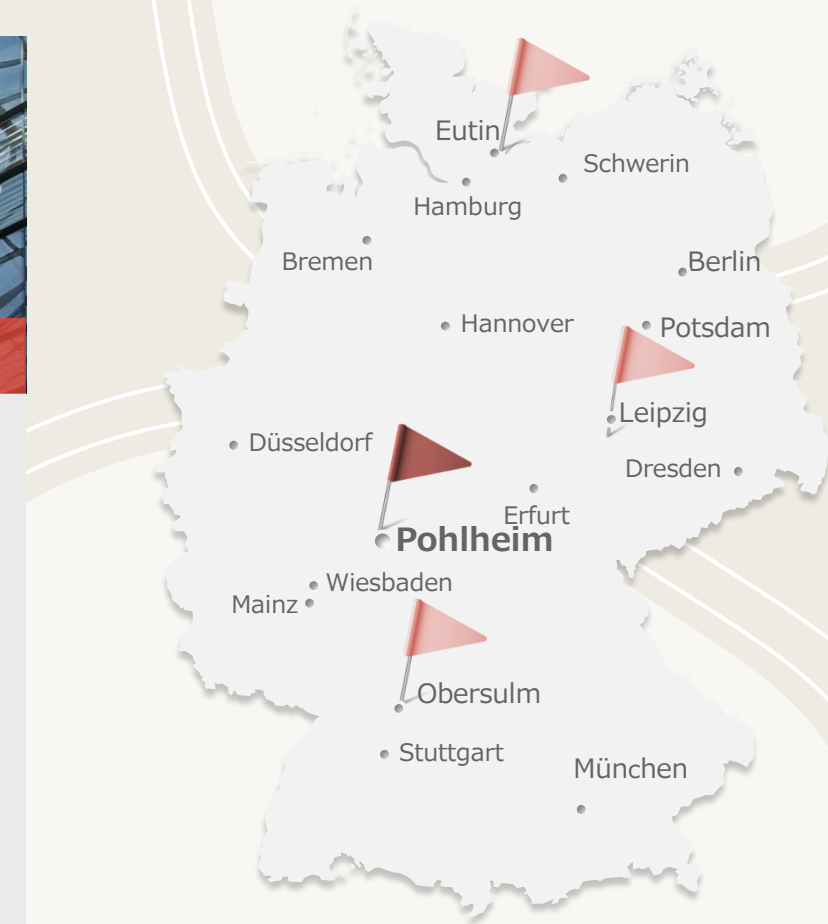 Eutin
Schwerin
Hamburg
Bremen
Berlin
Hannover
Potsdam
Leipzig
Düsseldorf
Dresden
Erfurt
Pohlheim
Wiesbaden
Mainz
Obersulm
Stuttgart
München